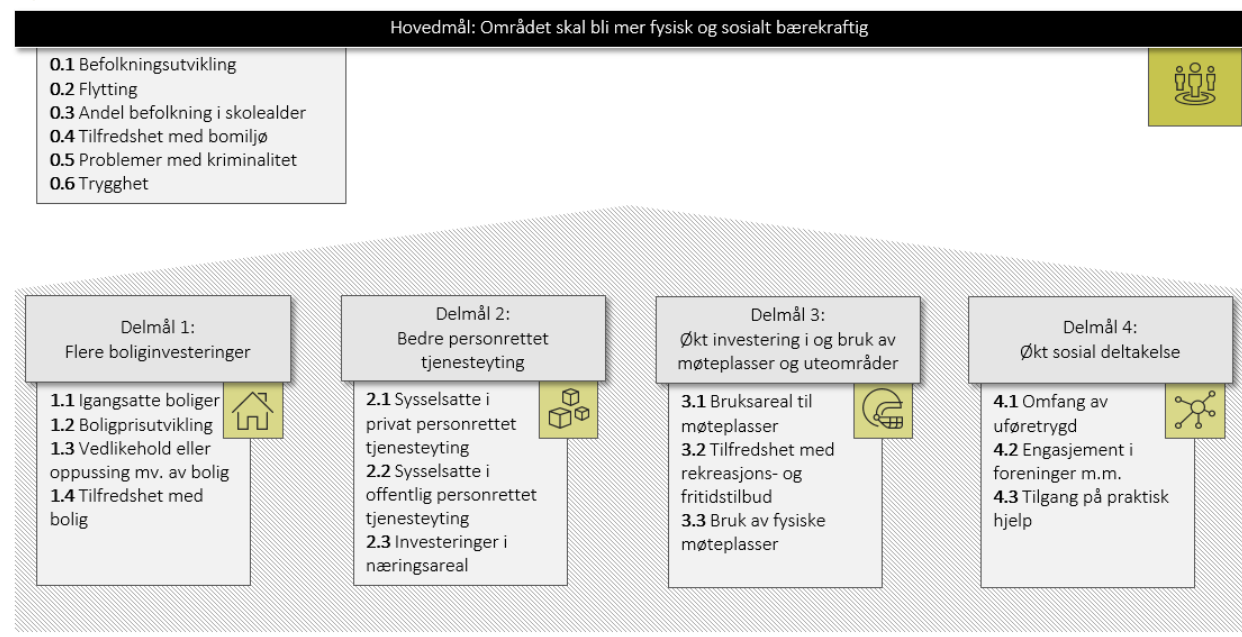 Hovedmål: Området skal bli mer fysisk og sosialt bærekraftig
0.1 Befolkningsutvikling
0.2 Flytting
0.3 Andel befolkning i skolealder
0.4 Tilfredshet med bomiljø
0.5 Problemer med kriminalitet
0.6 Trygghet
Delmål 1:
Flere boliginvesteringer
1.1 Igangsatte boliger
1.2 Boligprisutvikling
1.3 Vedlikehold eller
oppussing mv. av bolig
1.4 Tilfredshet med
bolig
Delmål 2:
Bedre personrettet
tjenesteyting
2.1 Sysselsatte i
privat personrettet
tjenesteyting
2.2 Sysselsatte i
offentlig personrettet
tjenesteyting
2.3 Investeringer i
næringsareal
Delmål 3:
Økt investering i og bruk av
møteplasser og uteområder
3.1 Bruksareal til
møteplasser
3.2 Tilfredshet med
rekreasjons- og
fritidstilbud
3.3 Bruk av fysiske
møteplasser
Delmål 4:
Økt sosial deltakelse
4.1 Omfang av
uføretrygd
4.2 Engasjement i
foreninger m.m.
4.3 Tilgang på praktisk
hjelp